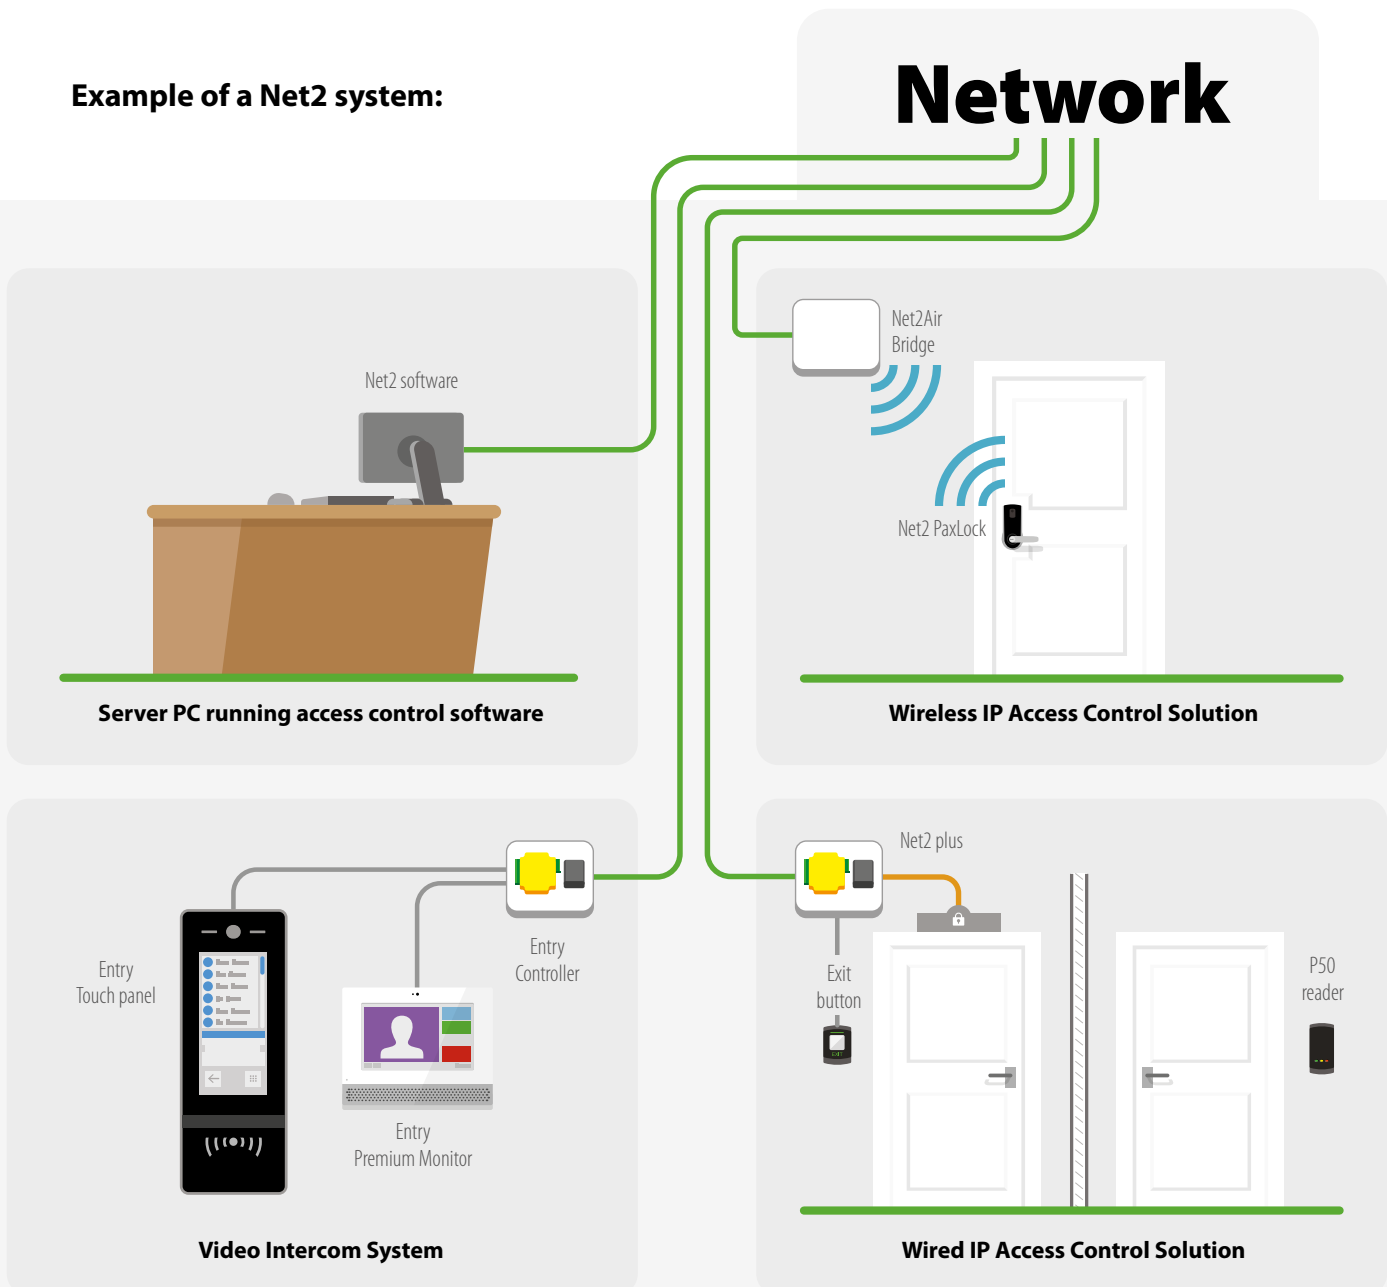 Example of a Net2 system:
Network
Net2 software
Server PC running access control software
Net2Air
Bridge
Net2 PaxLock
Wireless IP Access Control Solution
Entry
Touch panel
Entry
Controller
Entry
Premium Monitor
Video Intercom System
Net2 plus
Exit
button
EXIT
P50
reader
Wired IP Access Control Solution